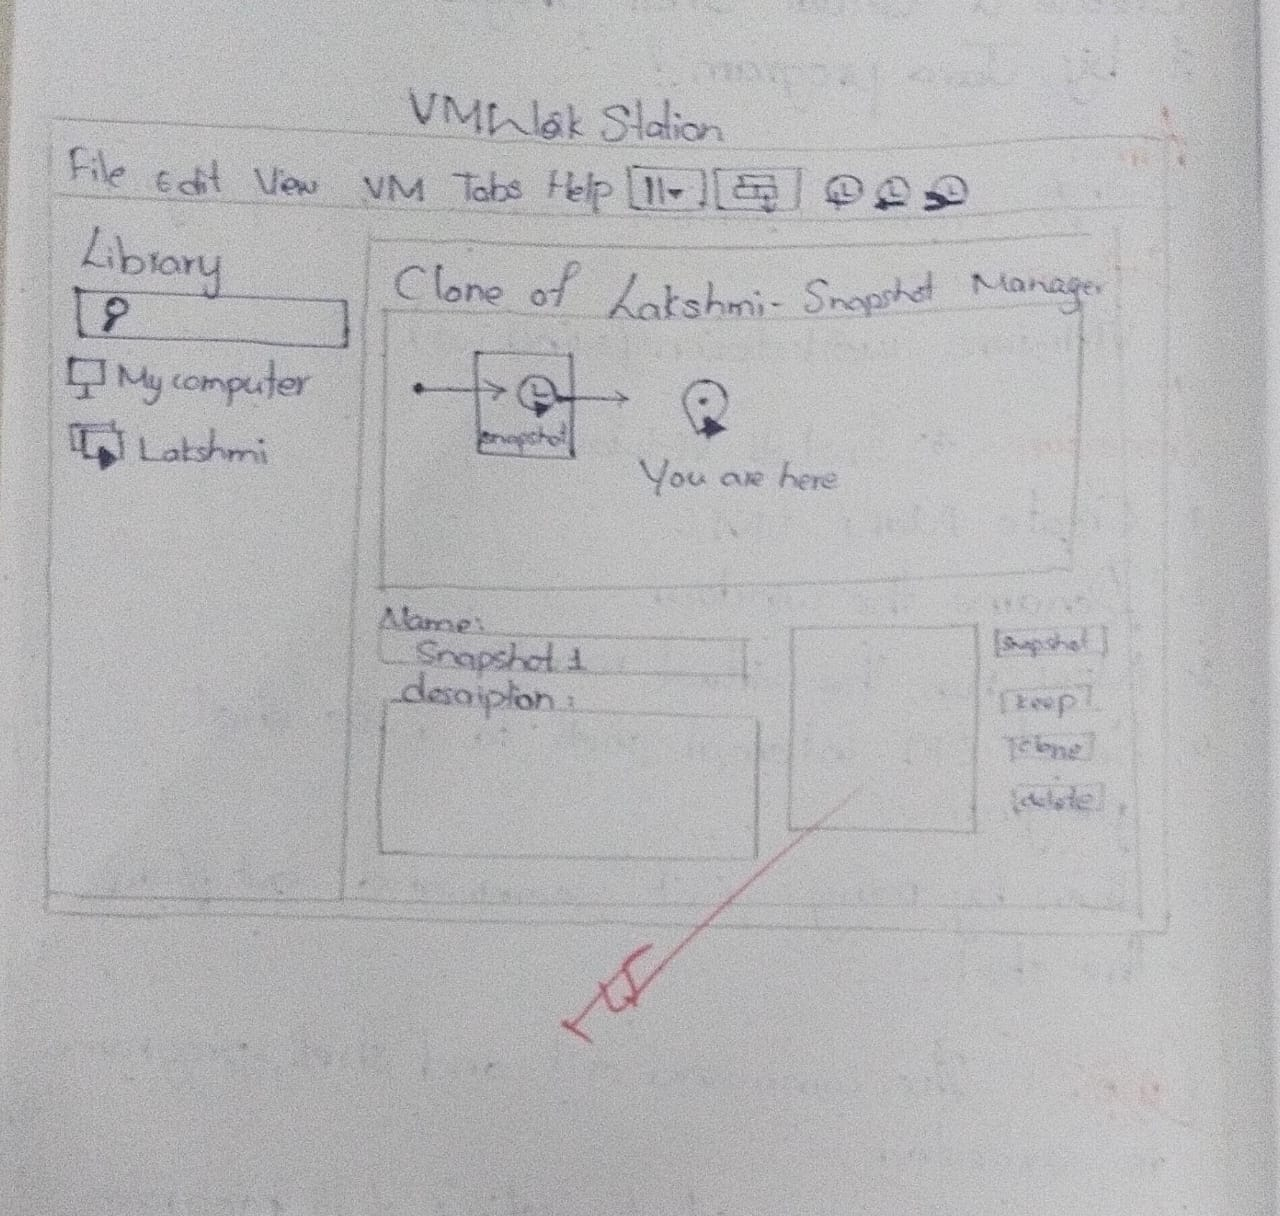 VMWork Station
File Edit View VM Tabs Help
Library
Clone of Lakshmi - Snapshot Manager
My computer
Lakshmi
snapshot
You are here
Name:
Snapshot 1
description:
snapshot
keep
clone
delete